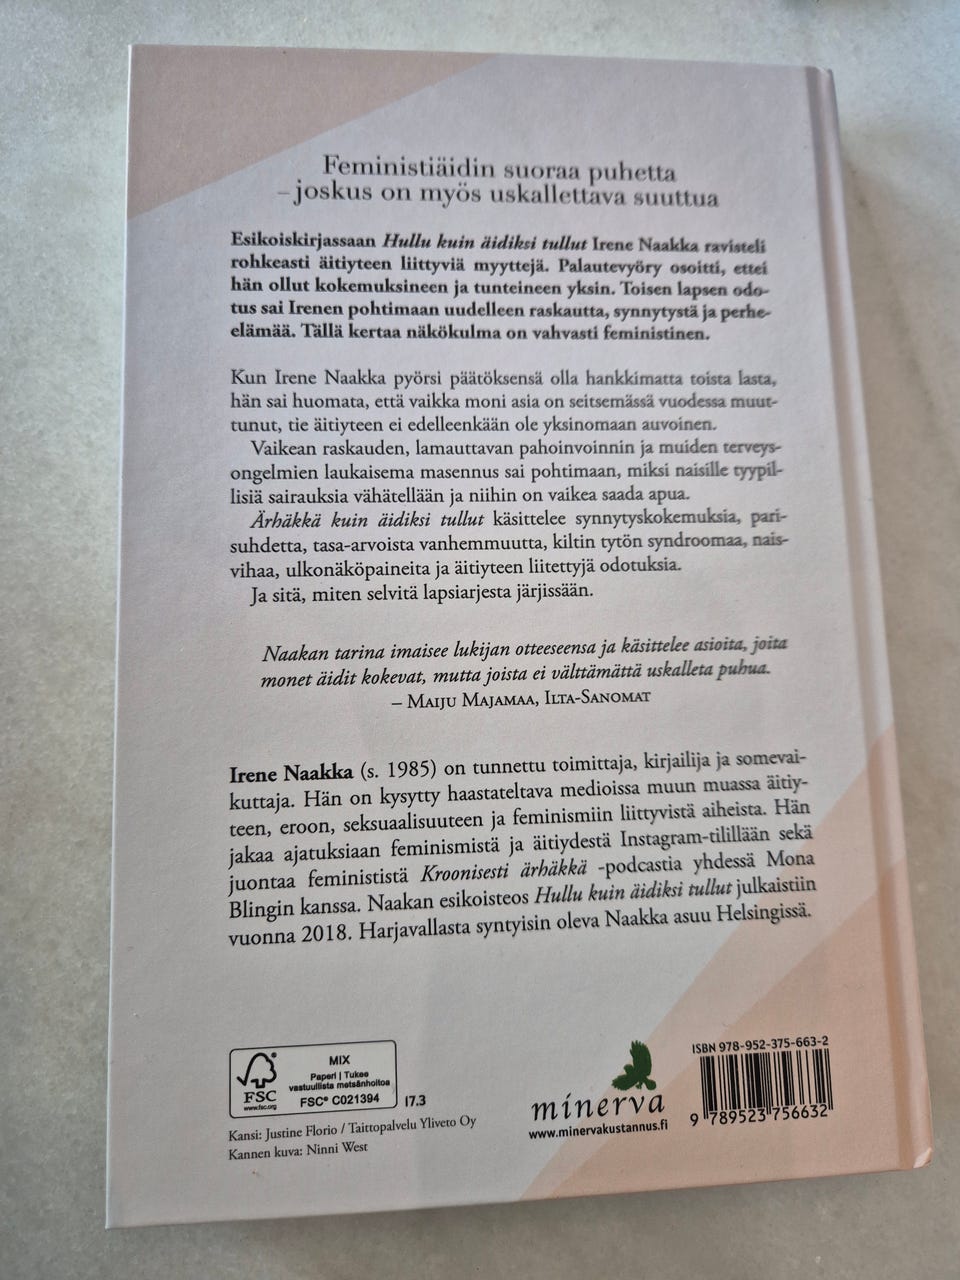 Feministiäidin suoraa puhetta
– joskus on myös uskallettava suuttua
Esikoiskirjassaan Hullu kuin äidiksi tullut Irene Naakka ravisteli
rohkeasti äitiyteen liittyviä myyttejä. Palautevyöry osoitti, ettei
hän ollut kokemuksineen ja tunteineen yksin. Toisen lapsen odo-
tus sai Irenen pohtimaan uudelleen raskautta, synnytystä ja perhe-
elämää. Tällä kertaa näkökulma on vahvasti feministinen.
Kun Irene Naakka pyörsi päätöksensä olla hankkimatta toista lasta,
hän sai huomata, että vaikka moni asia on seitsemässä vuodessa muut-
tunut, tie äitiyteen ei edelleenkään ole yksinomaan auvoinen.
Vaikean raskauden, lamauttavan pahoinvoinnin ja muiden terveys-
ongelmien laukaisema masennus sai pohtimaan, miksi naisille tyypil-
lisiä sairauksia vähätellään ja niihin on vaikea saada apua.
Ärhäkkä kuin äidiksi tullut käsittelee synnytyskokemuksia, pari-
suhdetta, tasa-arvoista vanhemmuutta, kiltin tytön syndroomaa, nais-
vihaa, ulkonäköpaineita ja äitiyteen liitettyjä odotuksia.
Ja sitä, miten selvitä lapsiarjesta järjissään.
Naakan tarina imaisee lukijan otteeseensa ja käsittelee asioita, joita
monet äidit kokevat, mutta joista ei välttämättä uskalleta puhua.
– Maiju Majamaa, Ilta-Sanomat
Irene Naakka (s. 1985) on tunnettu toimittaja, kirjailija ja somevai-
kuttaja. Hän on kysytty haastateltava medioissa muun muassa äitiy-
teen, eroon, seksuaalisuuteen ja feminismiin liittyvistä aiheista. Hän
jakaa ajatuksiaan feminismistä ja äitiydestä Instagram-tilillään sekä
juontaa feminististä Kroonisesti ärhäkkä -podcastia yhdessä Mona
Blingin kanssa. Naakan esikoisteos Hullu kuin äidiksi tullut julkaistiin
vuonna 2018. Harjavallasta syntyisin oleva Naakka asuu Helsingissä.
FSC
www.fsc.org
MIX
Paperi | Tukee
vastuullista metsänhoitoa
FSC® C021394
17.3
Kansi: Justine Florio / Taittopalvelu Yliveto Oy
Kannen kuva: Ninni West
minerva
www.minervakustannus.fi
ISBN 978-952-375-663-2
9 789523 756632